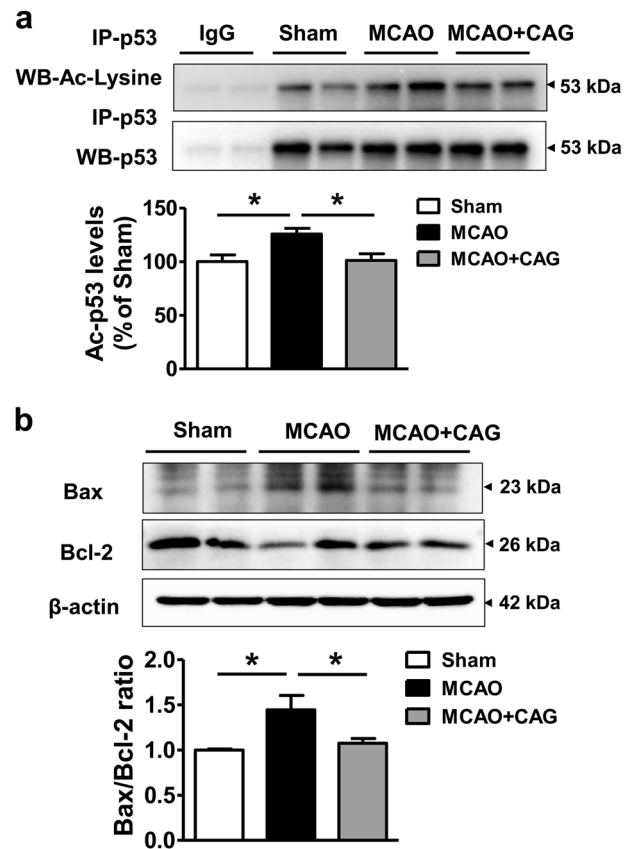 a
IP-p53 IgG Sham MCAO MCAO+CAG
WB-Ac-Lysine 53 kDa
IP-p53
WB-p53 53 kDa
Ac-p53 levels
(% of Sham)
150
100
50
0
* *
Sham
MCAO
MCAO+CAG
b
Sham MCAO MCAO+CAG
Bax 23 kDa
Bcl-2 26 kDa
β-actin 42 kDa
Bax/Bcl-2 ratio
2.0
1.5
1.0
0.5
0.0
* *
Sham
MCAO
MCAO+CAG